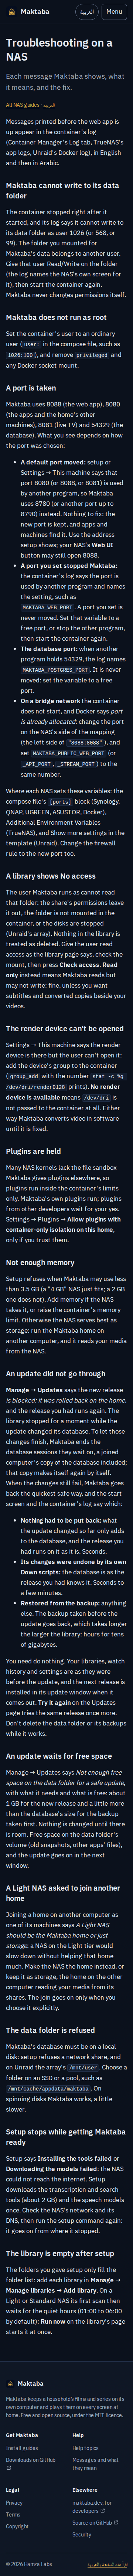 Maktaba
العربية
Menu
Troubleshooting on a
NAS
Each message Maktaba shows, what
it means, and the fix.
All NAS guides · العربية
Messages printed before the web app is
up appear in the container's log
(Container Manager's Log tab, TrueNAS's
app logs, Unraid's Docker log), in English
and then in Arabic.
Maktaba cannot write to its data
folder
The container stopped right after it
started, and its log says it cannot write to
its data folder as user 1026 (or 568, or
99). The folder you mounted for
Maktaba's data belongs to another user.
Give that user Read/Write on the folder
the log names (in the NAS's own screen for
it), then start the container again.
Maktaba never changes permissions itself.
Maktaba does not run as root
Set the container's user to an ordinary
user ( user: in the compose file, such as
1026:100 ), and remove privileged and
any Docker socket mount.
A port is taken
Maktaba uses 8088 (the web app), 8080
(the apps and the home's other
machines), 8081 (live TV) and 54329 (the
database). What you see depends on how
the port was chosen:
• A default port moved: setup or
Settings → This machine says that
port 8080 (or 8088, or 8081) is used
by another program, so Maktaba
8780 (or another port up to
8790) instead. Nothing to fix: the
phone apps, the port, and again
machines find it. Use the address
setup shows; your NAS's Web UI
button may still open 8088.
• A port you set stopped Maktaba:
the container's log says the port is
used by another program and names
the setting, such as
MAKTABA_WEB_PORT . A port you set is
never moved. Set that variable to a
free port, or stop the other program,
then start the container again.
• The database port: when another
program holds 54329, the log names
MAKTABA_POSTGRES_PORT . It is never
moved: set that variable to a free
port.
• On a bridge network the container
does not start, and Docker says port
is already allocated: change the port
on the NAS's side of the mapping
(the left side of "8088:8088" ), and
set MAKTABA_PUBLIC_WEB_PORT (or
_API_PORT , _STREAM_PORT ) to the
same number.
Where each NAS sets these variables: the
compose file's [ports] block (Synology,
QNAP, UGREEN, ASUSTOR, Docker),
Additional Environment Variables
(TrueNAS), and Show more settings in the
template (Unraid). Change the firewall
rule to the new port too.
A library shows No access
The user Maktaba runs as cannot read
that folder: the share's permissions leave
it out, the folder is not mounted in the
container, or the disks are stopped
(Unraid's array). Nothing in the library is
treated as deleted. Give the user read
access (the library page says the exact
match), then press Check access. Read
only instead means Maktaba reads but
may not write: fine, unless you want
subtitles and converted copies beside your
videos.
The render device can't be opened
Settings → This machine says the render
device is there but the user can't open it:
add the device's group to the container
( group_add with the number stat -c %g
/dev/dri/renderD128 prints). No render
device is available means /dev/dri is
not passed to the container at all. Either
way Maktaba converts video in software
until it is fixed.
Plugins are held
Many NAS kernels lack the file sandbox
Maktaba gives plugins elsewhere, so
plugins run inside the container's limits
only. Maktaba's own plugins run; plugins
from other developers wait for your yes.
Settings → Plugins → Allow plugins with
container-only isolation on this home,
only if you trust them.
Not enough memory
Setup refuses when Maktaba may use less
than 3.5 GB (a "4 GB" NAS just fits; a 2 GB
one does not). Add memory if the NAS
takes it, or raise the container's memory
limit. Otherwise the NAS serves best as
storage: run the Maktaba home on
another computer, and it reads your media
from the NAS.
An update did not go through
Manage → Updates says the new release
is blocked: it was rolled back on this home,
and the old release is running again. The
library stopped for a moment while the
update changed its database. To let those
changes finish, Maktaba ends the
database sessions they wait on, a joined
computer's copy of the database included;
that copy makes itself again by itself.
When the changes still fail, Maktaba goes
back the quickest safe way, and the start
screen and the container's log say which:
• Nothing had to be put back: what
the update changed so far only adds
to the database, and the old release
runs on it as it is. Seconds.
• Its changes were undone by its own
Down scripts: the database is as the
old release had it known it. Seconds
to a few minutes.
• Restored from the backup: anything
else. The backup taken before the
update goes back, which takes longer
the larger the library: hours for tens
of gigabytes.
You need do nothing. Your libraries, watch
history and settings are as they were
before the update, and nothing newer is
installed in its update window while it is
blocked. It goes in when a newer release
comes out. Try it again on the Updates
page tries the same release once more.
Don't delete the data folder or its backups
while it works.
An update waits for free space
Manage → Updates says Not enough free
space on the data folder for a safe update,
and what it needs: twice the database's
size plus some, for the backup taken
first. Nothing is changed until there
is room. Free space on the data folder's
volume (old snapshots, other apps' files),
and the update goes on in the next
window.
A Light NAS asked to join another
home
Joining a home on another computer as
one of its machines says A Light NAS
should be the Maktaba home or just
storage: a NAS on the Light tier would
slow down without helping that home
much. Make the NAS the home instead, or
keep it as storage, the home on the other
computer reading your media from its
shares. The join goes on only when you
choose it explicitly.
The data folder is refused
Maktaba's database must be on a local
disk: not on a network share, and never
on Unraid the array's /mnt/user . Choose a
folder on an SSD or a pool, such as
/mnt/cache/appdata/maktaba . On
spinning disks Maktaba works, a little
slower.
Setup stops while getting Maktaba
ready
Setup says Installing the tools failed or
Downloading the models failed: the NAS
could not reach the internet. Setup
downloads the transcription and search
tools (about 2 GB) and the speech models
once. Check the NAS's network and its
DNS, then run the setup command again:
it goes on from where it stopped.
The library is empty after setup
The folders you gave setup only fill the
folder list: add each library in Manage →
Manage libraries → Add library. On a
Light or Standard NAS its first scan then
waits for the quiet hours (01:00 to 06:00
by default): Run now on the library's page
starts it at once.
Maktaba
Maktaba keeps a household's films and series on its
own computer, and plays them on every screen at
home. Free and open source, under the MIT licence.
Get Maktaba
Install guides
Downloads on GitHub
Help
Help topics
Messages and what
they mean
Legal
Privacy
Terms
Copyright
Elsewhere
maktaba.dev, for
developers
Source on GitHub
Security
© 2026 Hamza Labs
اقرأ هذه الصفحة بالعربية